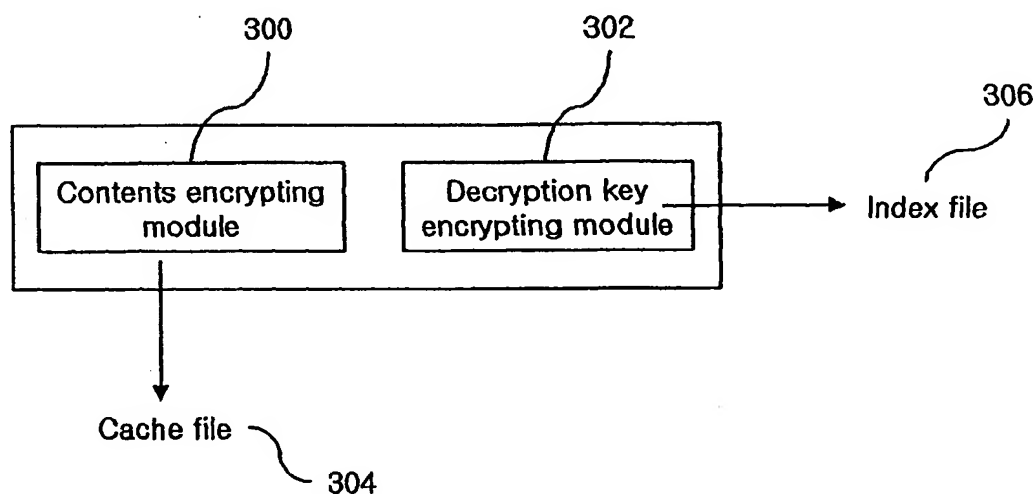 300
302
306
Contents encrypting
module
Decryption key
encrypting module
Index file
Cache file
304